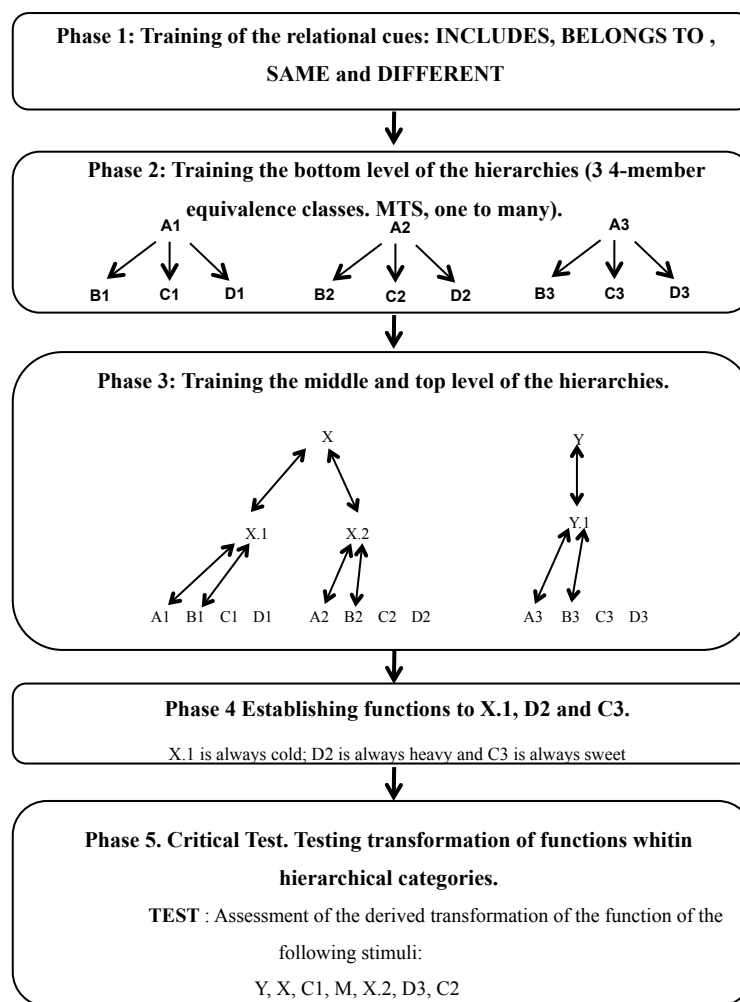 Phase 1: Training of the relational cues: INCLUDES, BELONGS TO ,
SAME and DIFFERENT
Phase 2: Training the bottom level of the hierarchies (3 4-member
equivalence classes. MTS, one to many).
A1 A2 A3
B1 C1 D1 B2 C2 D2 B3 C3 D3
Phase 3: Training the middle and top level of the hierarchies.
X Y
X.1 X.2 Y.1
A1 B1 C1 D1 A2 B2 C2 D2 A3 B3 C3 D3
Phase 4 Establishing functions to X.1, D2 and C3.
X.1 is always cold; D2 is always heavy and C3 is always sweet
Phase 5. Critical Test. Testing transformation of functions whitin
hierarchical categories.
TEST : Assessment of the derived transformation of the function of the
following stimuli:
Y, X, C1, M, X.2, D3, C2